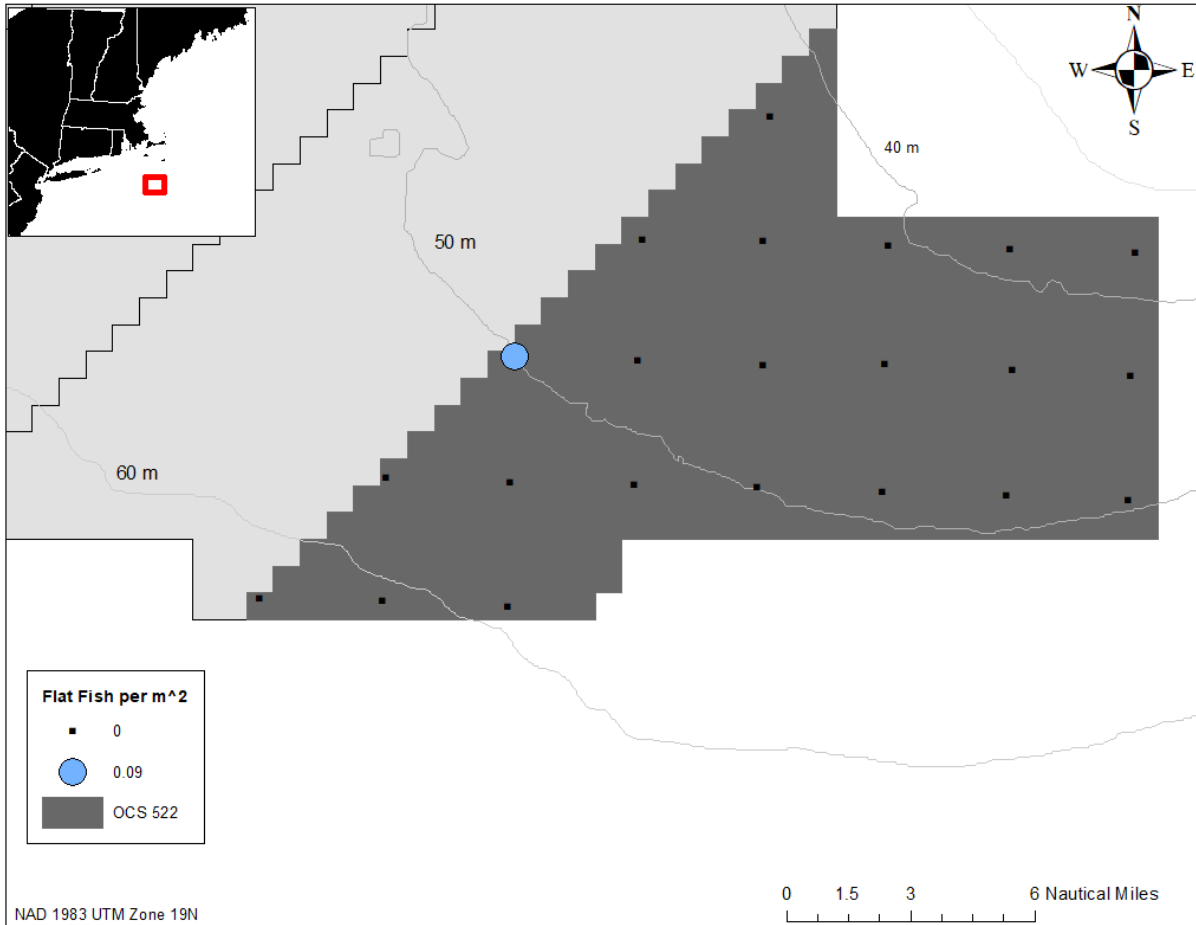 N
W E
S
40 m
50 m
60 m
Flat Fish per m^2
0
0.09
OCS 522
0 1.5 3 6 Nautical Miles
NAD 1983 UTM Zone 19N